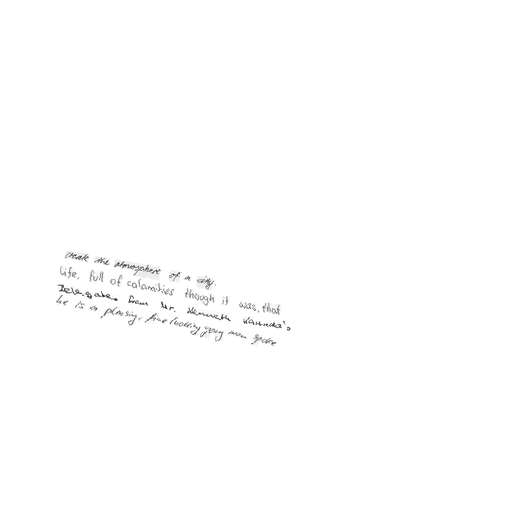 create the atmosphere of a city.
life, full of calamities though it was, that
Delegates from Mr. Kenneth Kaunda's
he is a pleasing, fine looking young man spoke